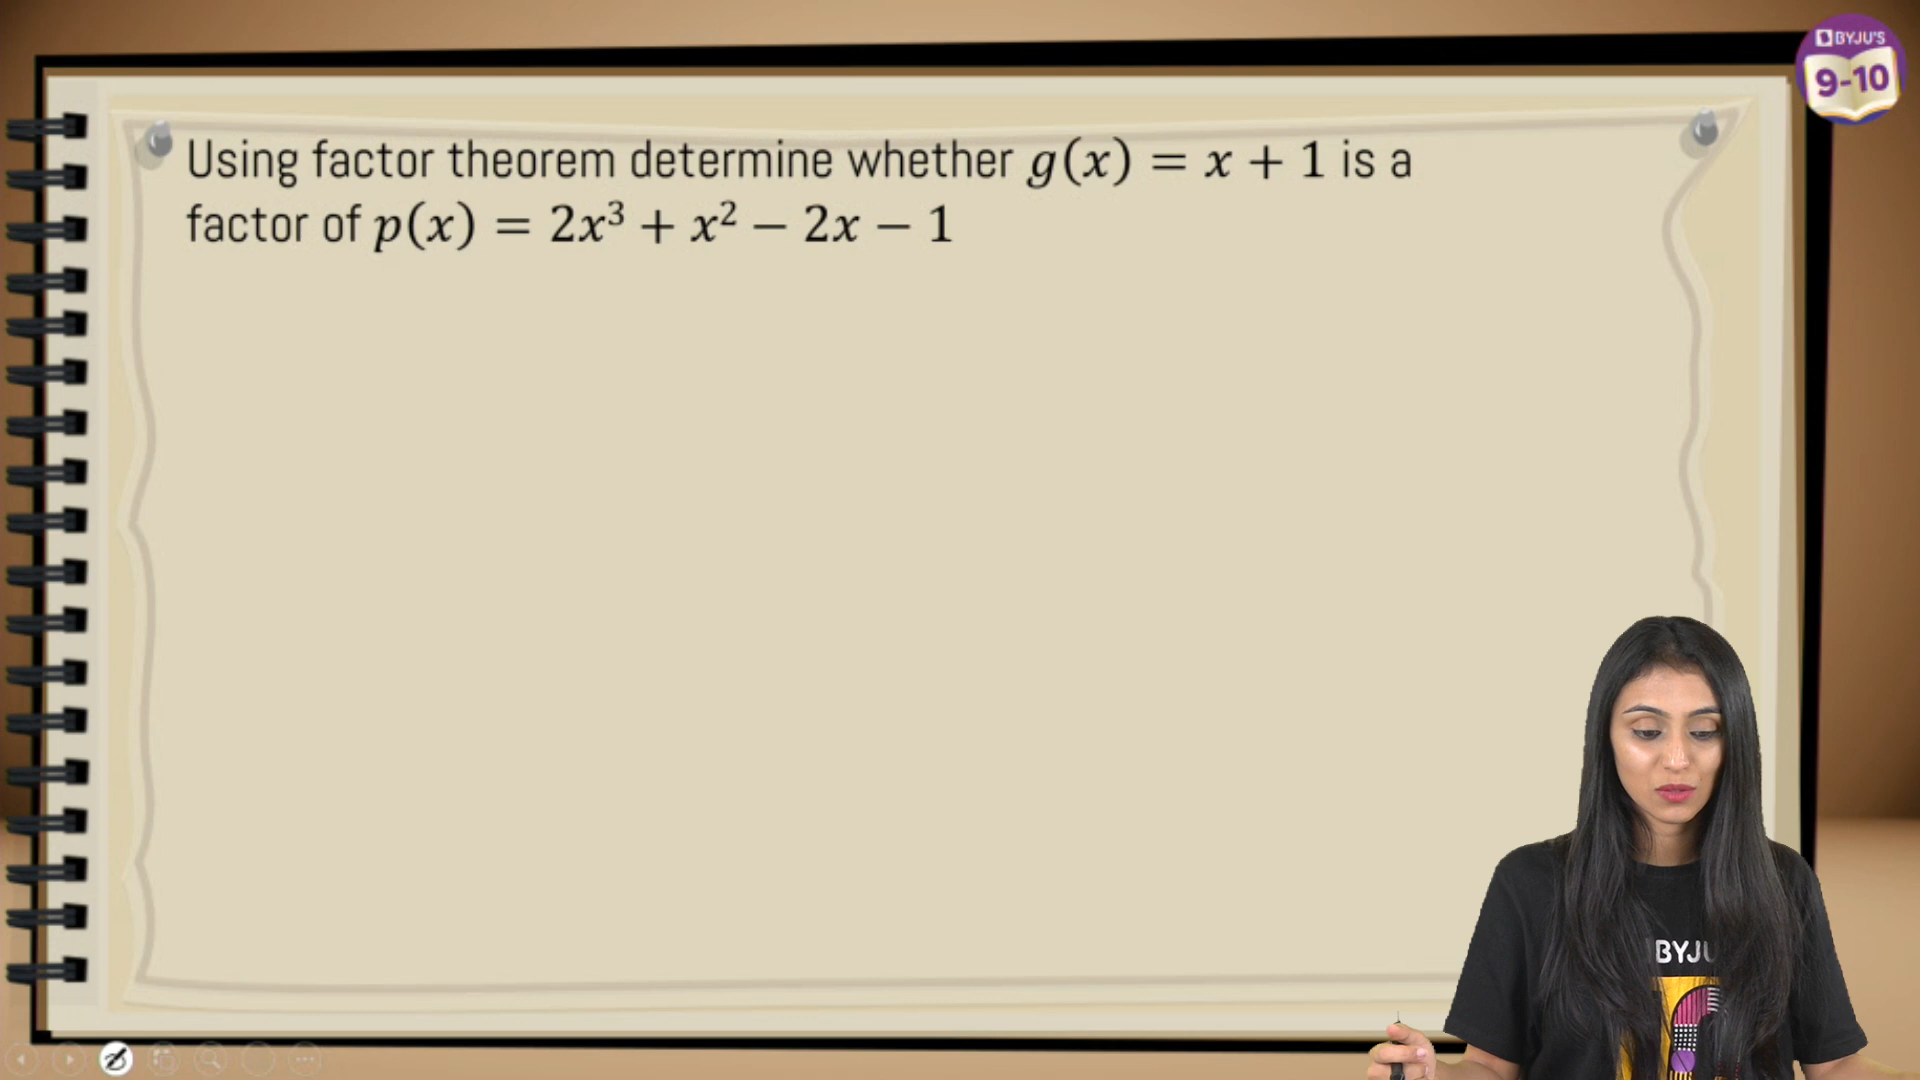 BYJU'S
9-10
Using factor theorem determine whether g(x) = x + 1 is a
factor of p(x) = 2x³ + x² − 2x − 1
BYJU